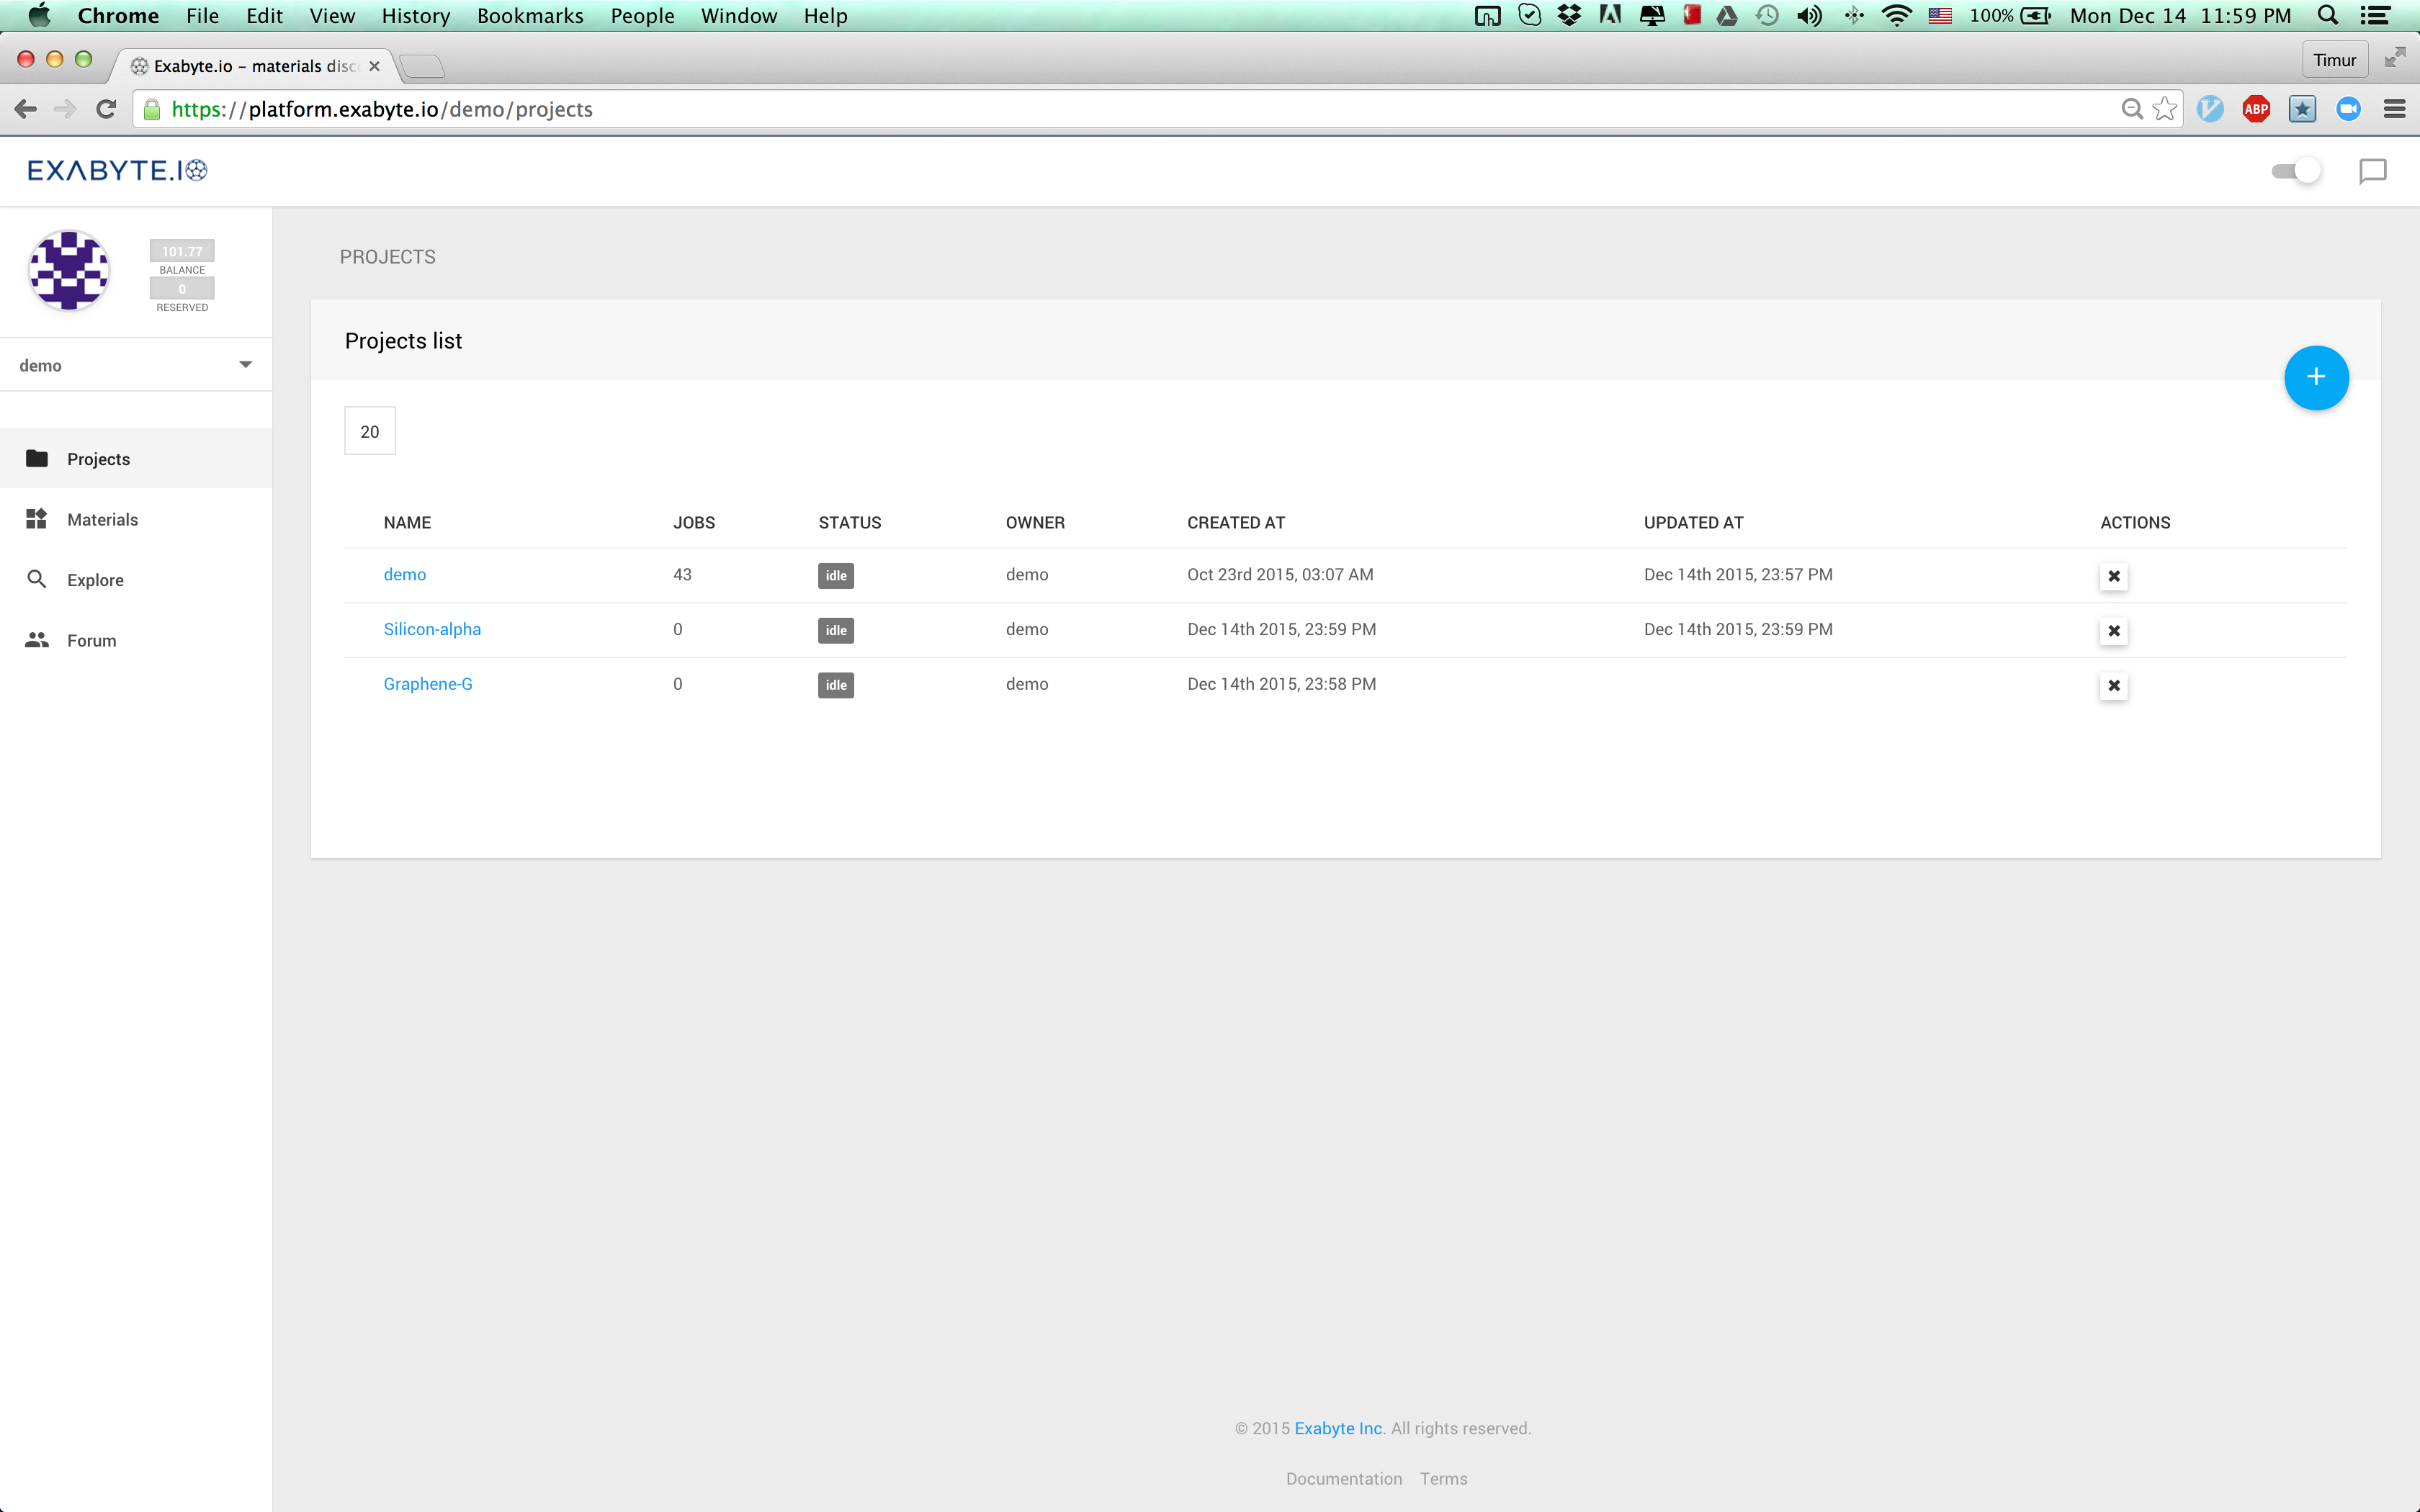 Chrome File Edit View History Bookmarks People Window Help 100% Mon Dec 14 11:59 PM
Exabyte.io – materials disc Timur
https://platform.exabyte.io/demo/projects ABP
EXABYTE.IO
101.77
BALANCE
0
RESERVED
demo
Projects
Materials
Explore
Forum
PROJECTS
Projects list
+
20
NAME JOBS STATUS OWNER CREATED AT UPDATED AT ACTIONS
demo 43 idle demo Oct 23rd 2015, 03:07 AM Dec 14th 2015, 23:57 PM
Silicon-alpha 0 idle demo Dec 14th 2015, 23:59 PM Dec 14th 2015, 23:59 PM
Graphene-G 0 idle demo Dec 14th 2015, 23:58 PM
© 2015 Exabyte Inc. All rights reserved.
Documentation Terms